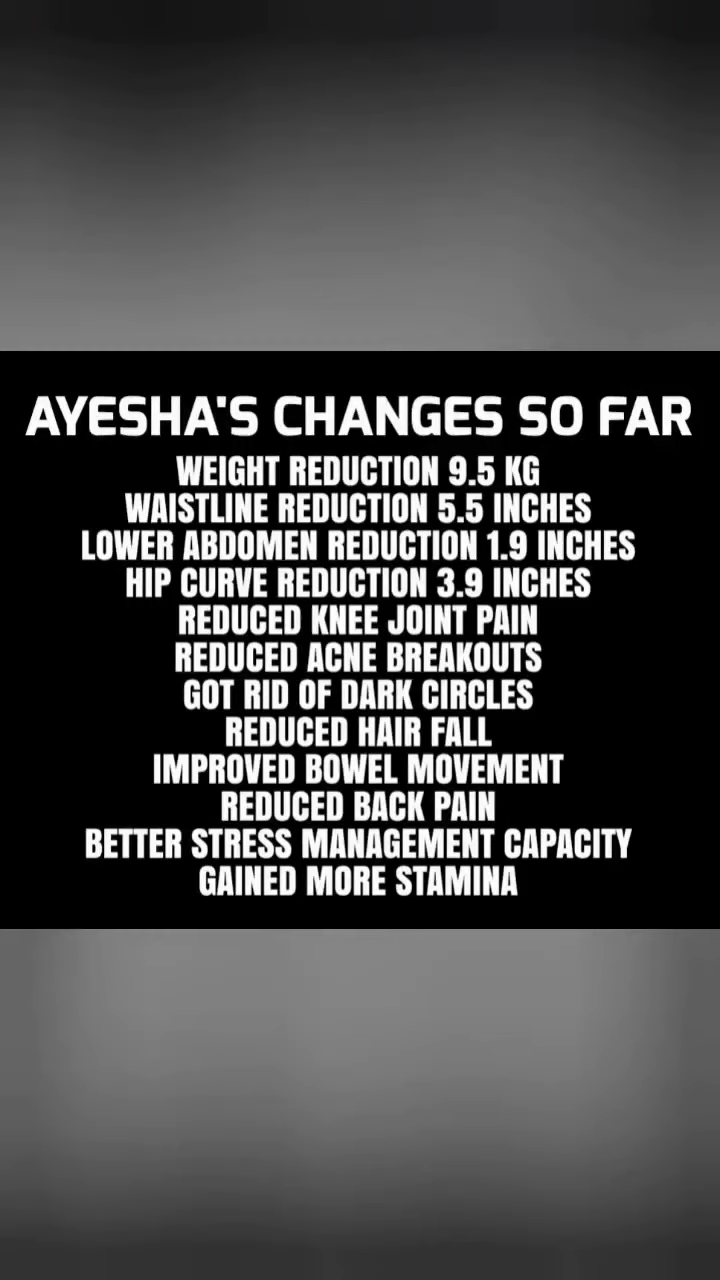 AYESHA'S CHANGES SO FAR
WEIGHT REDUCTION 9.5 KG
WAISTLINE REDUCTION 5.5 INCHES
LOWER ABDOMEN REDUCTION 1.9 INCHES
HIP CURVE REDUCTION 3.9 INCHES
REDUCED KNEE JOINT PAIN
REDUCED ACNE BREAKOUTS
GOT RID OF DARK CIRCLES
REDUCED HAIR FALL
IMPROVED BOWEL MOVEMENT
REDUCED BACK PAIN
BETTER STRESS MANAGEMENT CAPACITY
GAINED MORE STAMINA